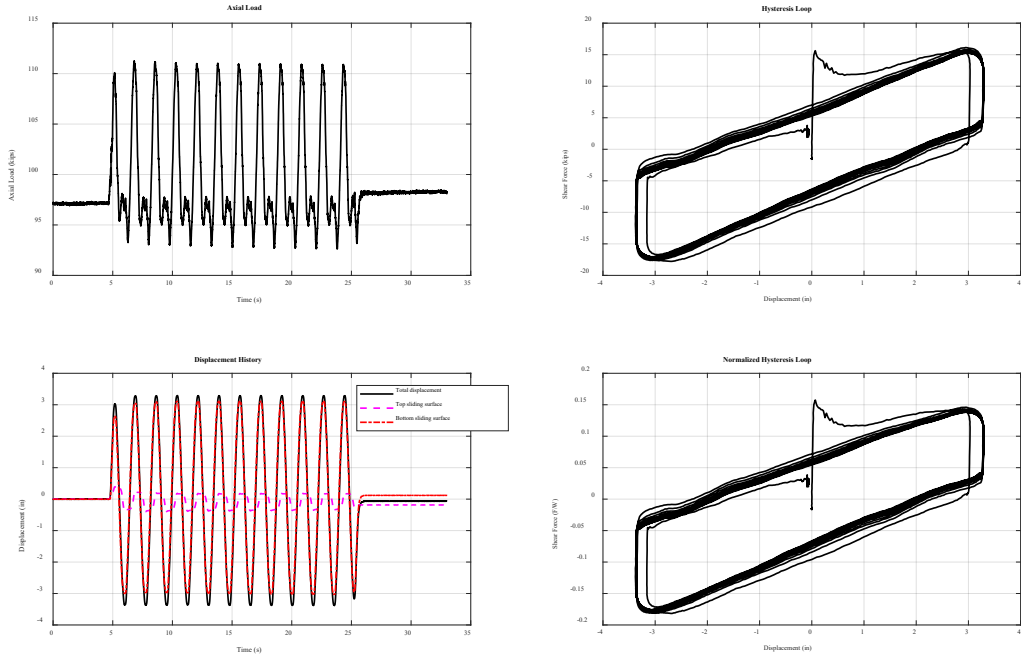 Axial Load
115
110
105
100
95
90
Axial Load (kips)
0 5 10 15 20 25 30 35
Time (s)
Hysteresis Loop
20
15
10
5
0
-5
-10
-15
-20
Shear Force (kips)
-4 -3 -2 -1 0 1 2 3 4
Displacement (in)
Displacement History
4
3
2
1
0
-1
-2
-3
-4
Displacement (in)
0 5 10 15 20 25 30 35
Time (s)
Total displacement
Top sliding surface
Bottom sliding surface
Normalized Hysteresis Loop
0.2
0.15
0.1
0.05
0
-0.05
-0.1
-0.15
-0.2
Shear Force (F/W)
-4 -3 -2 -1 0 1 2 3 4
Displacement (in)